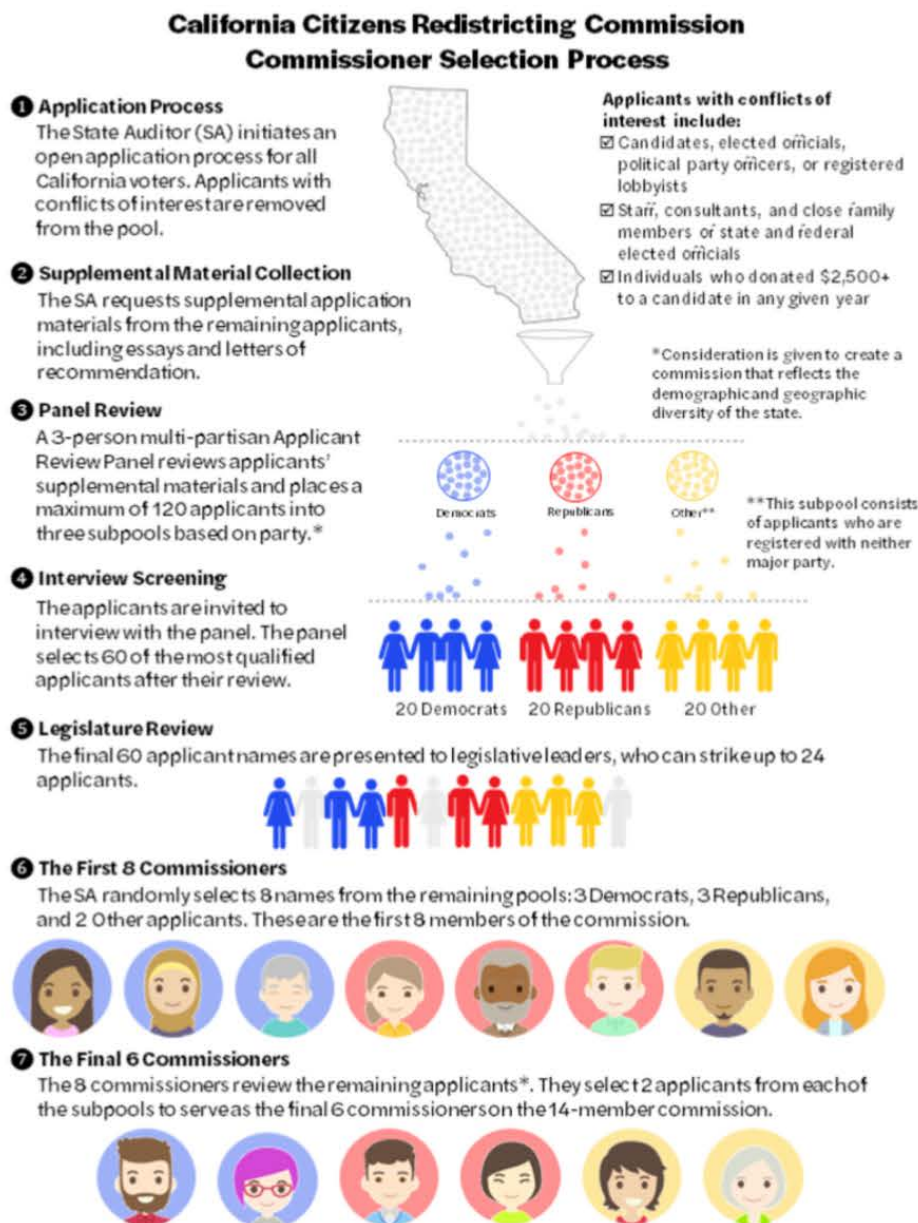 California Citizens Redistricting Commission
Commissioner Selection Process
1 Application Process
The State Auditor (SA) initiates an
open application process for all
California voters. Applicants with
conflicts of interest are removed
from the pool.
Applicants with conflicts of
interest include:
☑ Candidates, elected officials,
political party officers, or registered
lobbyists
☑ Staff, consultants, and close family
members of state and federal
elected officials
☑ Individuals who donated $2,500+
to a candidate in any given year
2 Supplemental Material Collection
The SA requests supplemental application
materials from the remaining applicants,
including essays and letters of
recommendation.
*Consideration is given to create a
commission that reflects the
demographic and geographic
diversity of the state.
3 Panel Review
A 3-person multi-partisan Applicant
Review Panel reviews applicants'
supplemental materials and places a
maximum of 120 applicants into
three subpools based on party.*
Democrats
Republicans
Other**
**This subpool consists
of applicants who are
registered with neither
major party.
4 Interview Screening
The applicants are invited to
interview with the panel. The panel
selects 60 of the most qualified
applicants after their review.
20 Democrats
20 Republicans
20 Other
5 Legislature Review
The final 60 applicant names are presented to legislative leaders, who can strike up to 24
applicants.
6 The First 8 Commissioners
The SA randomly selects 8 names from the remaining pools: 3 Democrats, 3 Republicans,
and 2 Other applicants. These are the first 8 members of the commission.
7 The Final 6 Commissioners
The 8 commissioners review the remaining applicants*. They select 2 applicants from each of
the subpools to serve as the final 6 commissioners on the 14-member commission.